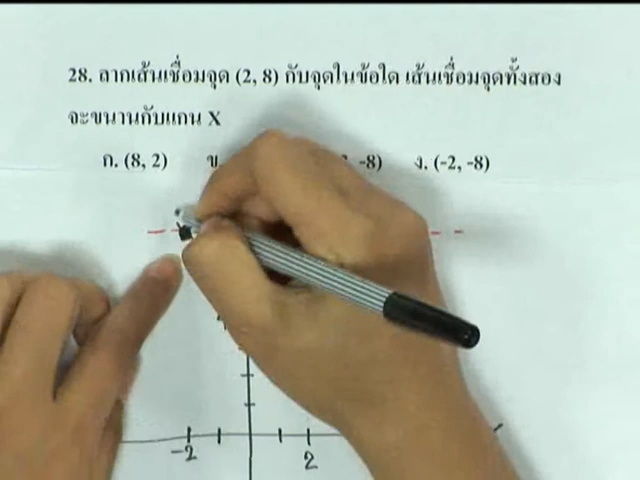 28. ลากเส้นเชื่อมจุด (2, 8) กับจุดในข้อใด เส้นเชื่อมจุดทั้งสอง
จะขนานกับแกน X
ก. (8, 2) ข. -8) ง. (-2, -8)
-2 2